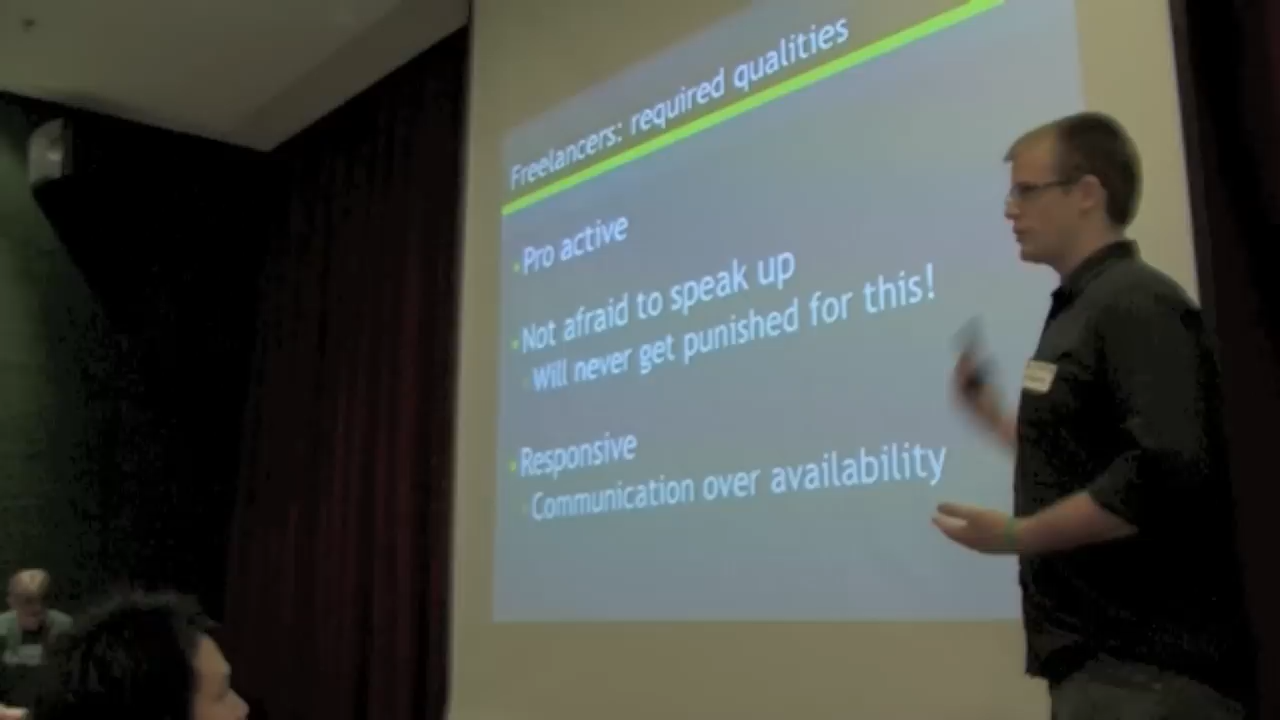 Freelancers: required qualities
Pro active
Not afraid to speak up
Will never get punished for this!
Responsive
Communication over availability